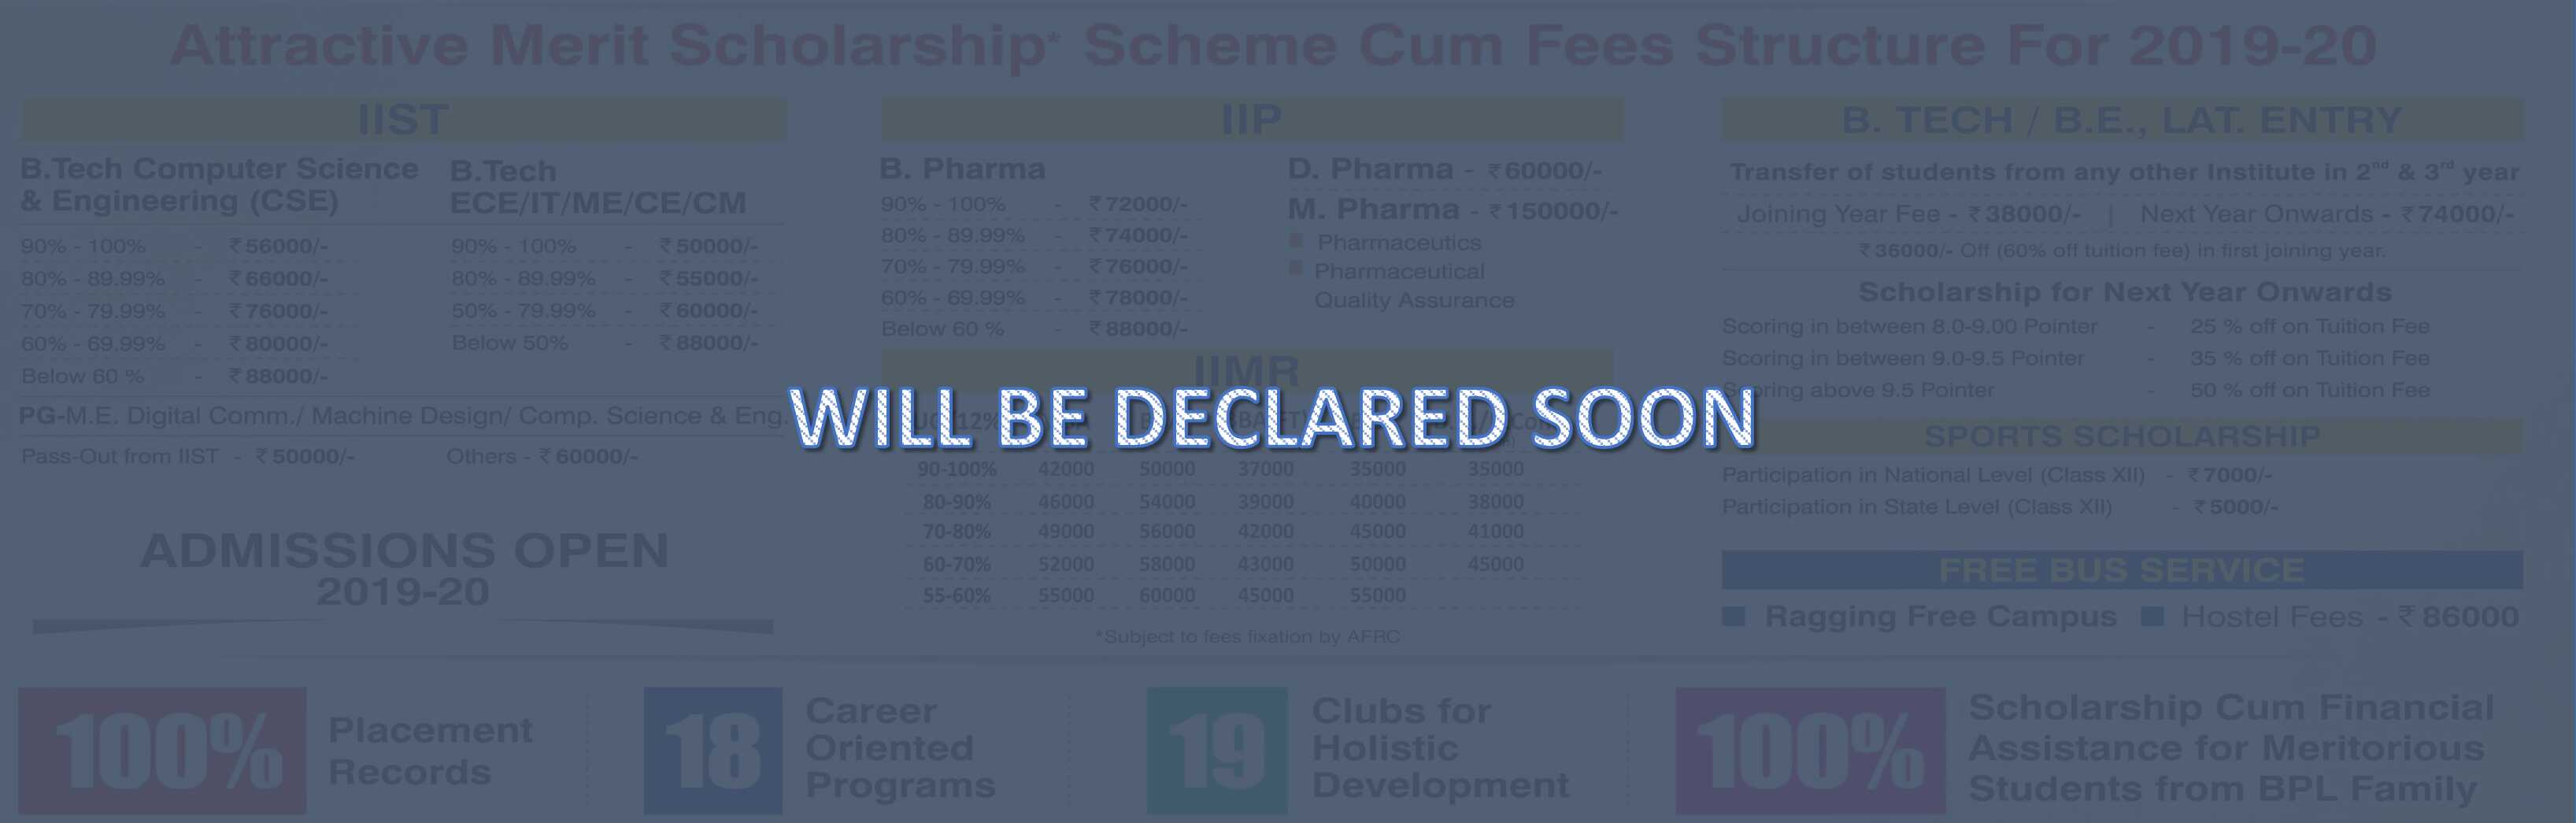 Attractive Merit Scholarship* Scheme Cum Fees Structure For 2019-20
IIST
B.Tech Computer Science
& Engineering (CSE)
90% - 100% - ₹ 56000/-
80% - 89.99% - ₹ 66000/-
70% - 79.99% - ₹ 76000/-
60% - 69.99% - ₹ 80000/-
Below 60 % - ₹ 88000/-
B.Tech
ECE/IT/ME/CE/CM
90% - 100% - ₹ 50000/-
80% - 89.99% - ₹ 55000/-
50% - 79.99% - ₹ 60000/-
Below 50% - ₹ 88000/-
PG-M.E. Digital Comm./ Machine Design/ Comp. Science & Eng.
Pass-Out from IIST - ₹ 50000/- Others - ₹ 60000/-
ADMISSIONS OPEN
2019-20
IIP
B. Pharma
90% - 100% - ₹ 72000/-
80% - 89.99% - ₹ 74000/-
70% - 79.99% - ₹ 76000/-
60% - 69.99% - ₹ 78000/-
Below 60 % - ₹ 88000/-
D. Pharma - ₹ 60000/-
M. Pharma - ₹ 150000/-
Pharmaceutics
Pharmaceutical
Quality Assurance
IIMR
WILL BE DECLARED SOON
90-100% 42000 50000 37000 35000 35000
80-90% 46000 54000 39000 40000 38000
70-80% 49000 56000 42000 45000 41000
60-70% 52000 58000 43000 50000 45000
55-60% 55000 60000 45000 55000
*Subject to fees fixation by AFRC
B. TECH / B.E., LAT. ENTRY
Transfer of students from any other Institute in 2nd & 3rd year
Joining Year Fee - ₹ 38000/- | Next Year Onwards - ₹ 74000/-
₹ 36000/- Off (60% off tuition fee) in first joining year.
Scholarship for Next Year Onwards
Scoring in between 8.0-9.00 Pointer - 25 % off on Tuition Fee
Scoring in between 9.0-9.5 Pointer - 35 % off on Tuition Fee
Scoring above 9.5 Pointer - 50 % off on Tuition Fee
SPORTS SCHOLARSHIP
Participation in National Level (Class XII) - ₹ 7000/-
Participation in State Level (Class XII) - ₹ 5000/-
FREE BUS SERVICE
Ragging Free Campus Hostel Fees - ₹ 86000
100% Placement
Records
18 Career
Oriented
Programs
19 Clubs for
Holistic
Development
100% Scholarship Cum Financial
Assistance for Meritorious
Students from BPL Family